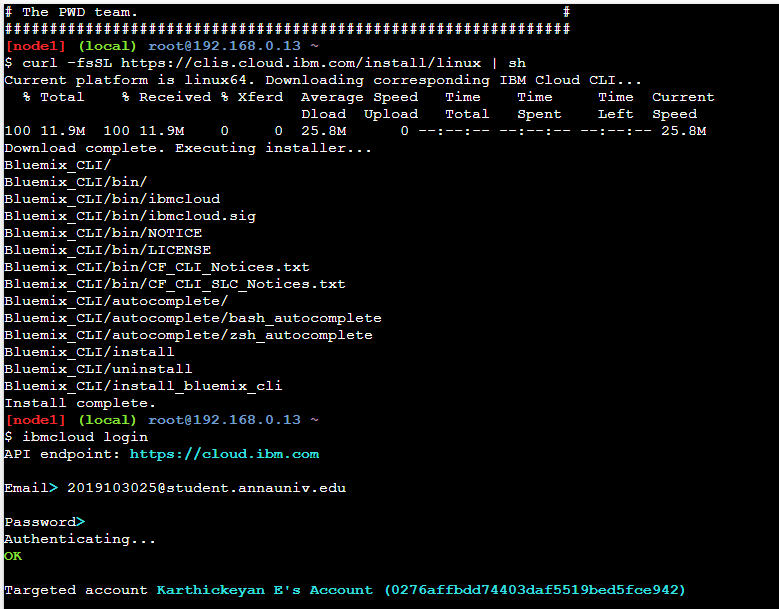 # The PWD team. #
###############################################################
[node1] (local) root@192.168.0.13 ~
$ curl -fsSL https://clis.cloud.ibm.com/install/linux | sh
Current platform is linux64. Downloading corresponding IBM Cloud CLI...
% Total % Received % Xferd Average Speed Time Time Time Current
Dload Upload Total Spent Left Speed
100 11.9M 100 11.9M 0 0 25.8M 0 --:--:-- --:--:-- --:--:-- 25.8M
Download complete. Executing installer...
Bluemix_CLI/
Bluemix_CLI/bin/
Bluemix_CLI/bin/ibmcloud
Bluemix_CLI/bin/ibmcloud.sig
Bluemix_CLI/bin/NOTICE
Bluemix_CLI/bin/LICENSE
Bluemix_CLI/bin/CF_CLI_Notices.txt
Bluemix_CLI/bin/CF_CLI_SLC_Notices.txt
Bluemix_CLI/autocomplete/
Bluemix_CLI/autocomplete/bash_autocomplete
Bluemix_CLI/autocomplete/zsh_autocomplete
Bluemix_CLI/install
Bluemix_CLI/uninstall
Bluemix_CLI/install_bluemix_cli
Install complete.
[node1] (local) root@192.168.0.13 ~
$ ibmcloud login
API endpoint: https://cloud.ibm.com
Email> 2019103025@student.annauniv.edu
Password>
Authenticating...
OK
Targeted account Karthickeyan E's Account (0276affbdd74403daf5519bed5fce942)